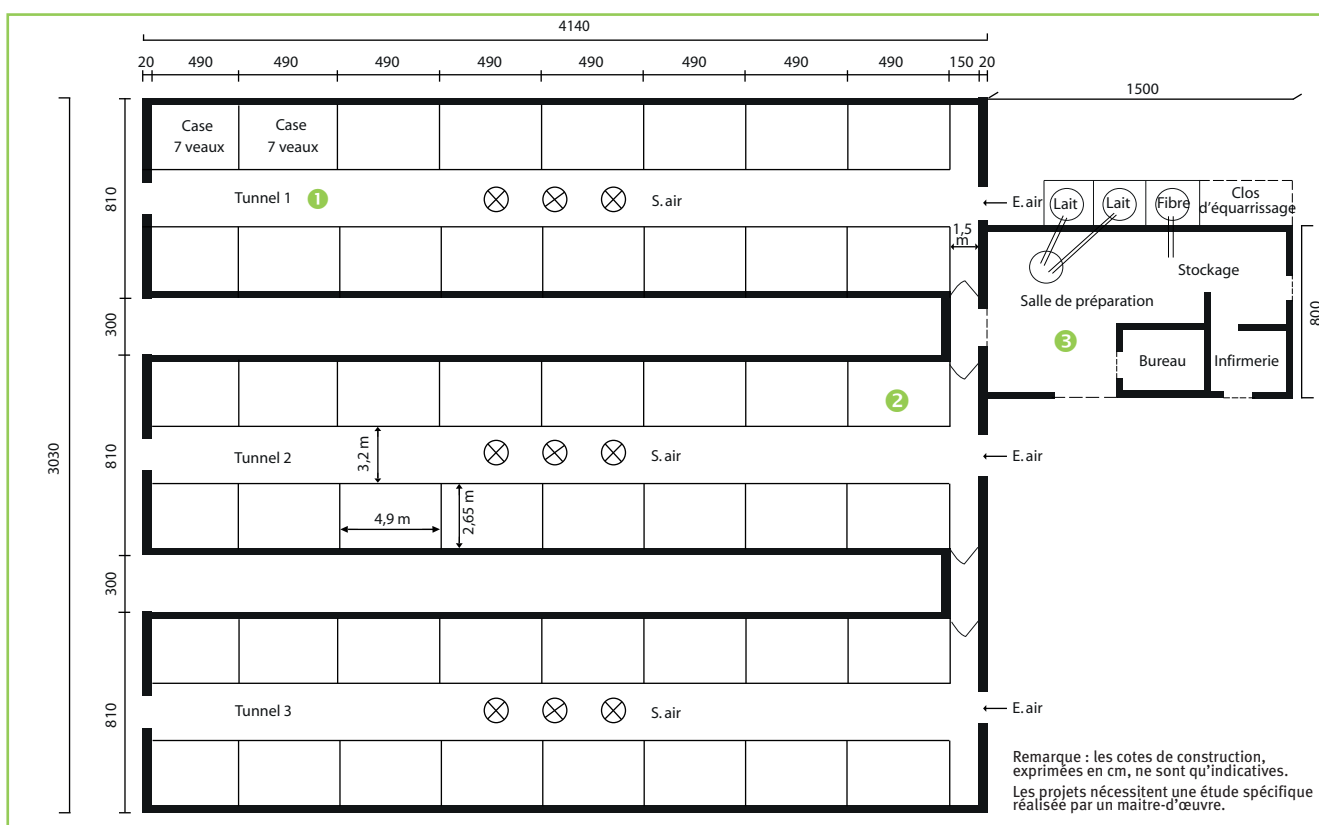 4140
20 490 490 490 490 490 490 490 490 150 20
1500
Case
7 veaux
Case
7 veaux
810
Tunnel 1 1
S. air
E. air
Lait
Lait
Fibre
Clos
d'équarrissage
1,5
m
Stockage
Salle de préparation
300
800
3
Bureau
Infirmerie
2
3030
810
Tunnel 2
3,2 m
S. air
E. air
4,9 m
2,65 m
300
810
Tunnel 3
S. air
E. air
Remarque : les cotes de construction,
exprimées en cm, ne sont qu'indicatives.
Les projets nécessitent une étude spécifique
réalisée par un maitre-d'œuvre.